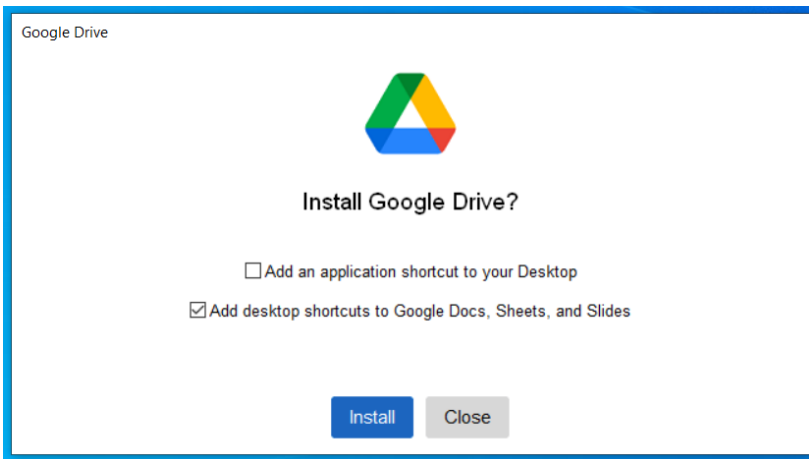 Google Drive
Install Google Drive?
Add an application shortcut to your Desktop
Add desktop shortcuts to Google Docs, Sheets, and Slides
Install Close